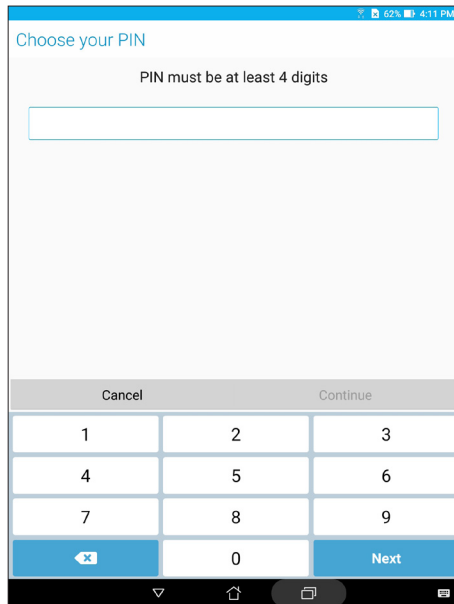 62% 4:11 PM
Choose your PIN
PIN must be at least 4 digits
Cancel Continue
1 2 3
4 5 6
7 8 9
0 Next